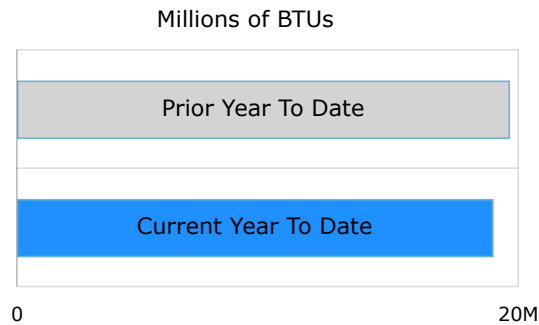 Millions of BTUs
Prior Year To Date
Current Year To Date
0
20M